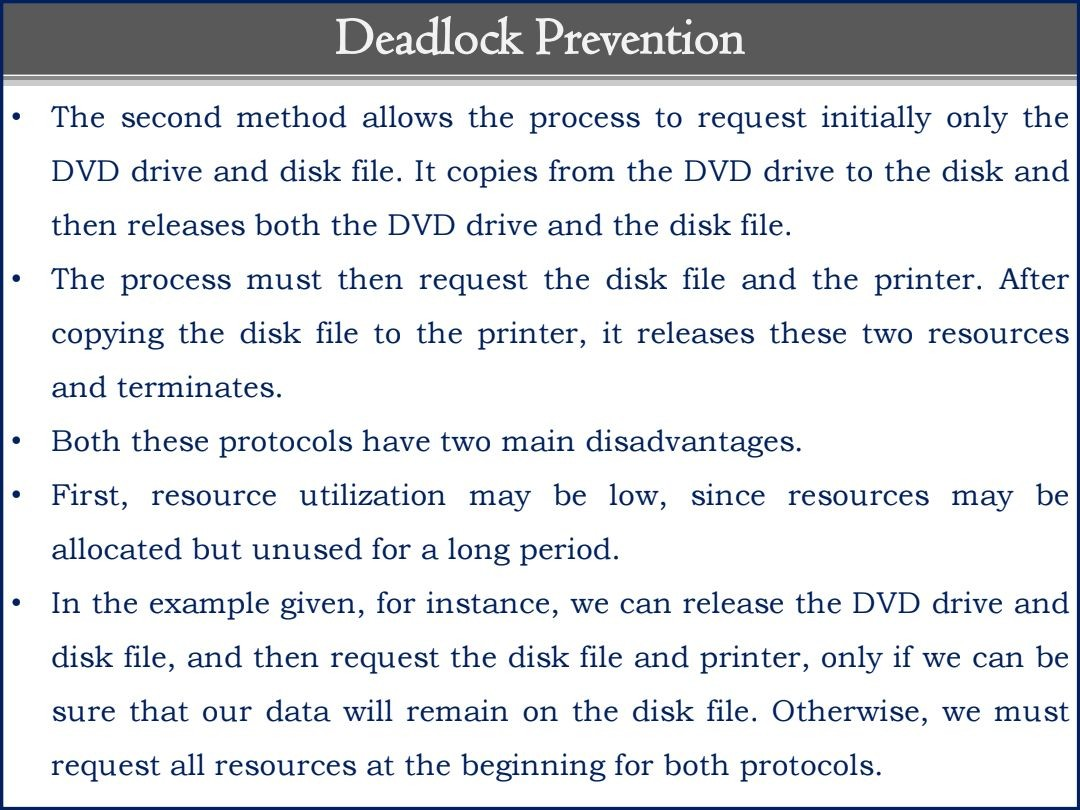 Deadlock Prevention
• The second method allows the process to request initially only the
DVD drive and disk file. It copies from the DVD drive to the disk and
then releases both the DVD drive and the disk file.
• The process must then request the disk file and the printer. After
copying the disk file to the printer, it releases these two resources
and terminates.
• Both these protocols have two main disadvantages.
• First, resource utilization may be low, since resources may be
allocated but unused for a long period.
• In the example given, for instance, we can release the DVD drive and
disk file, and then request the disk file and printer, only if we can be
sure that our data will remain on the disk file. Otherwise, we must
request all resources at the beginning for both protocols.